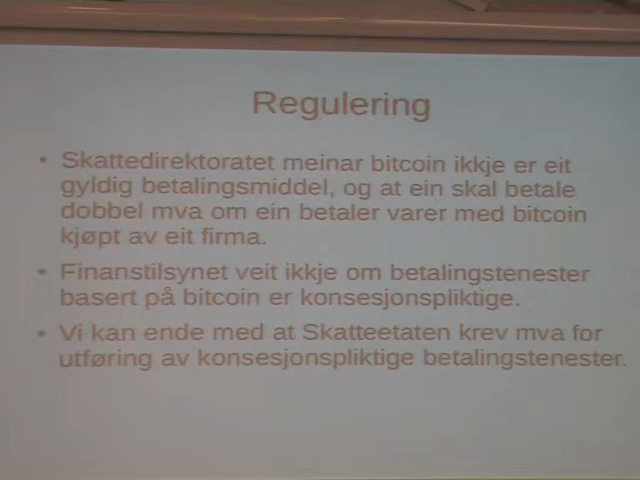 Regulering
• Skattedirektoratet meinar bitcoin ikkje er eit
gyldig betalingsmiddel, og at ein skal betale
dobbel mva om ein betaler varer med bitcoin
kjøpt av eit firma.
• Finanstilsynet veit ikkje om betalingstenester
basert på bitcoin er konsesjonspliktige.
• Vi kan ende med at Skatteetaten krev mva for
utføring av konsesjonspliktige betalingstenester.